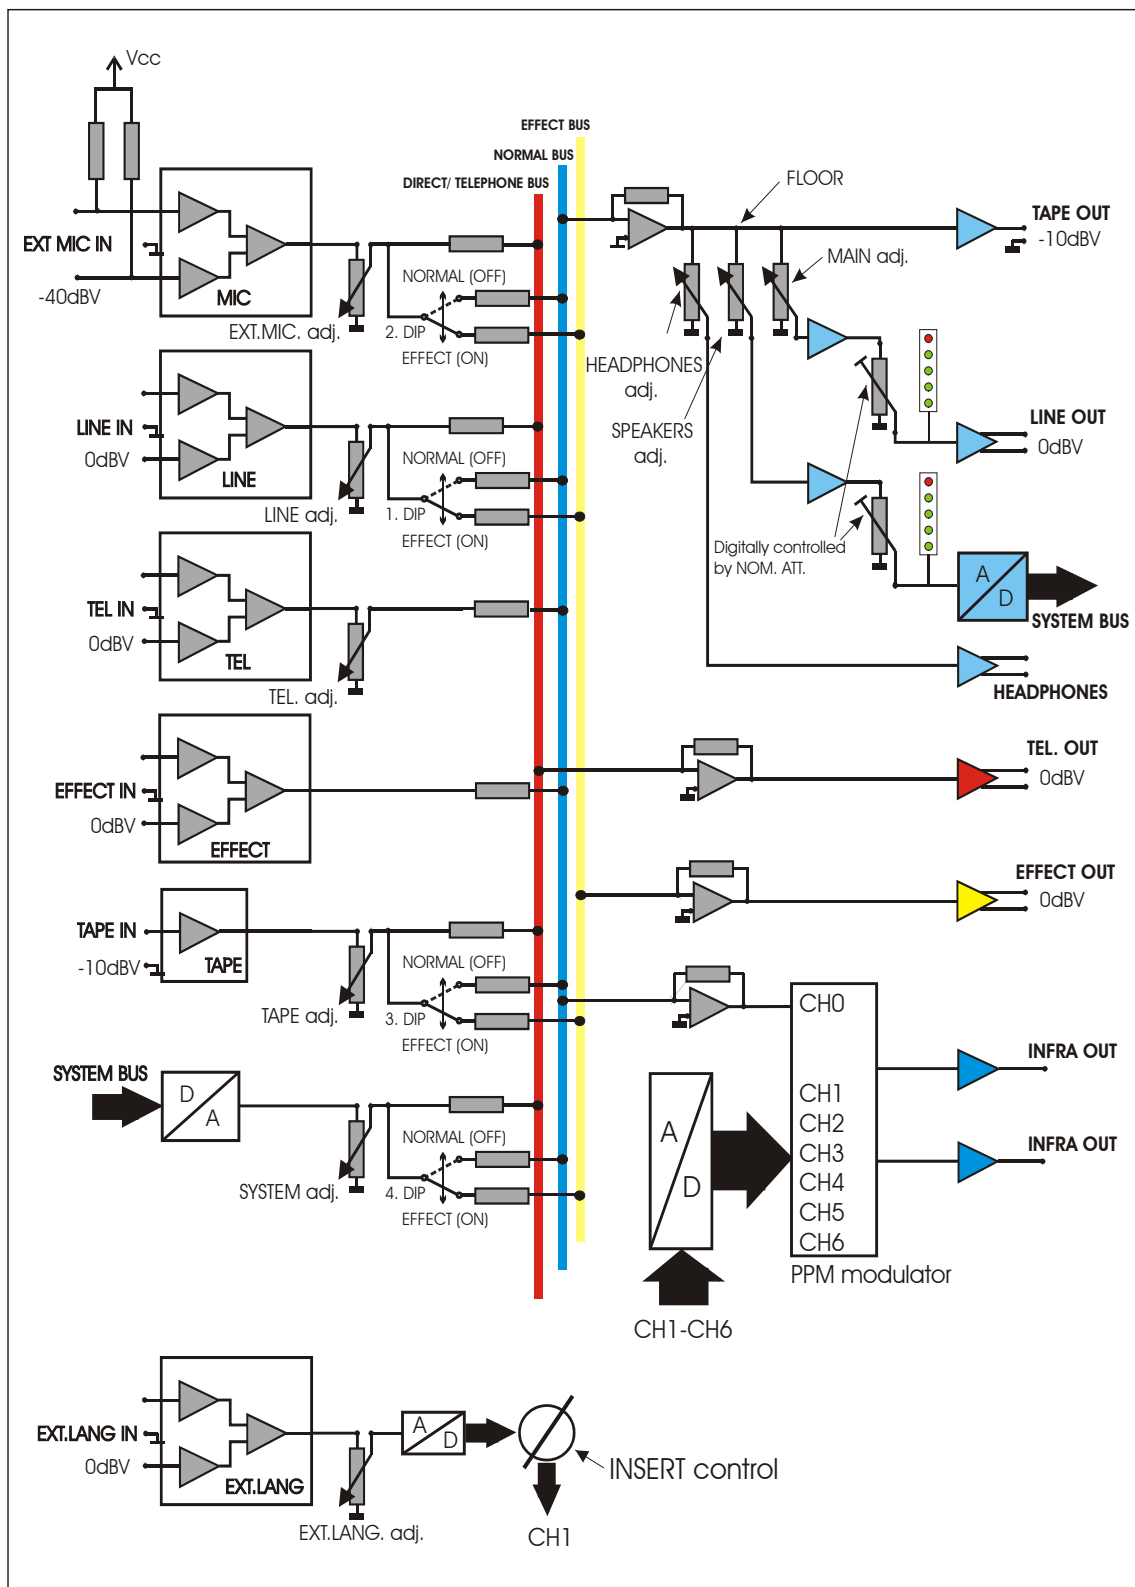 Vcc
EFFECT BUS
NORMAL BUS
DIRECT/ TELEPHONE BUS
EXT MIC IN
-40dBV
MIC
EXT.MIC. adj.
NORMAL (OFF)
2. DIP
EFFECT (ON)
LINE IN
0dBV
LINE
LINE adj.
NORMAL (OFF)
1. DIP
EFFECT (ON)
TEL IN
0dBV
TEL
TEL. adj.
EFFECT IN
0dBV
EFFECT
TAPE IN
-10dBV
TAPE
TAPE adj.
NORMAL (OFF)
3. DIP
EFFECT (ON)
SYSTEM BUS
D
A
SYSTEM adj.
NORMAL (OFF)
4. DIP
EFFECT (ON)
FLOOR
MAIN adj.
HEADPHONES
adj.
SPEAKERS
adj.
Digitally controlled
by NOM. ATT.
TAPE OUT
-10dBV
LINE OUT
0dBV
A
D
SYSTEM BUS
HEADPHONES
TEL. OUT
0dBV
EFFECT OUT
0dBV
CH0
CH1
CH2
CH3
CH4
CH5
CH6
PPM modulator
INFRA OUT
INFRA OUT
A
D
CH1-CH6
EXT.LANG IN
0dBV
EXT.LANG
EXT.LANG. adj.
A
D
INSERT control
CH1